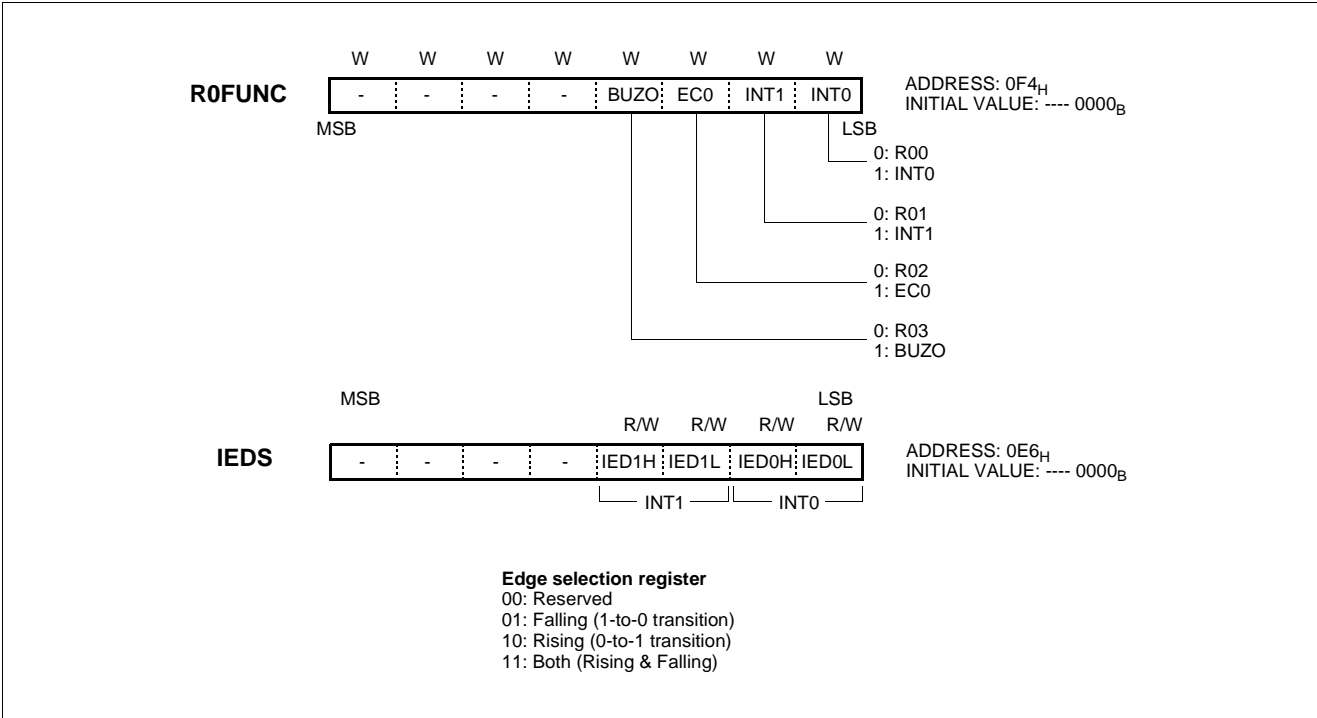 W W W W W W W W
R0FUNC - - - - BUZO EC0 INT1 INT0 ADDRESS: 0F4H
INITIAL VALUE: ---- 0000B
MSB LSB
0: R00
1: INT0
0: R01
1: INT1
0: R02
1: EC0
0: R03
1: BUZO
MSB LSB
R/W R/W R/W R/W
IEDS - - - - IED1H IED1L IED0H IED0L ADDRESS: 0E6H
INITIAL VALUE: ---- 0000B
INT1 INT0
Edge selection register
00: Reserved
01: Falling (1-to-0 transition)
10: Rising (0-to-1 transition)
11: Both (Rising & Falling)